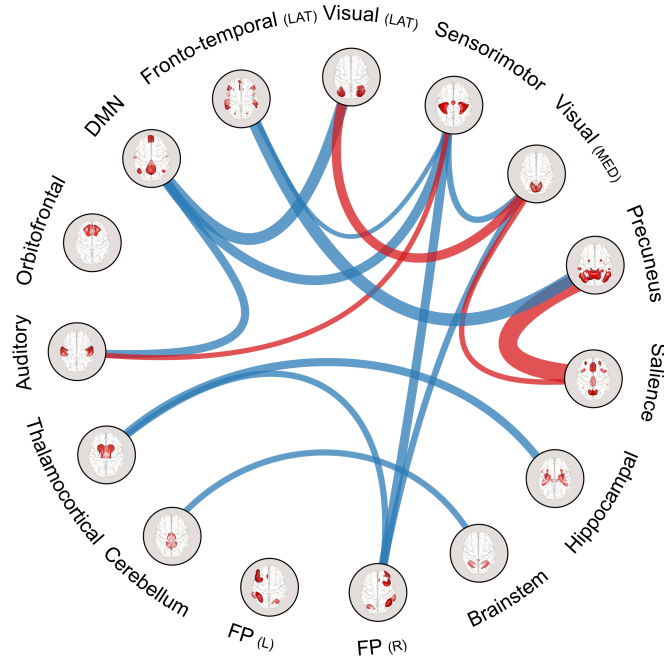 Fronto-temporal (LAT)
Visual (LAT)
Sensorimotor
Visual (MED)
Precuneus
Salience
Hippocampal
Brainstem
FP (R)
FP (L)
Cerebellum
Thalamocortical
Auditory
Orbitofrontal
DMN